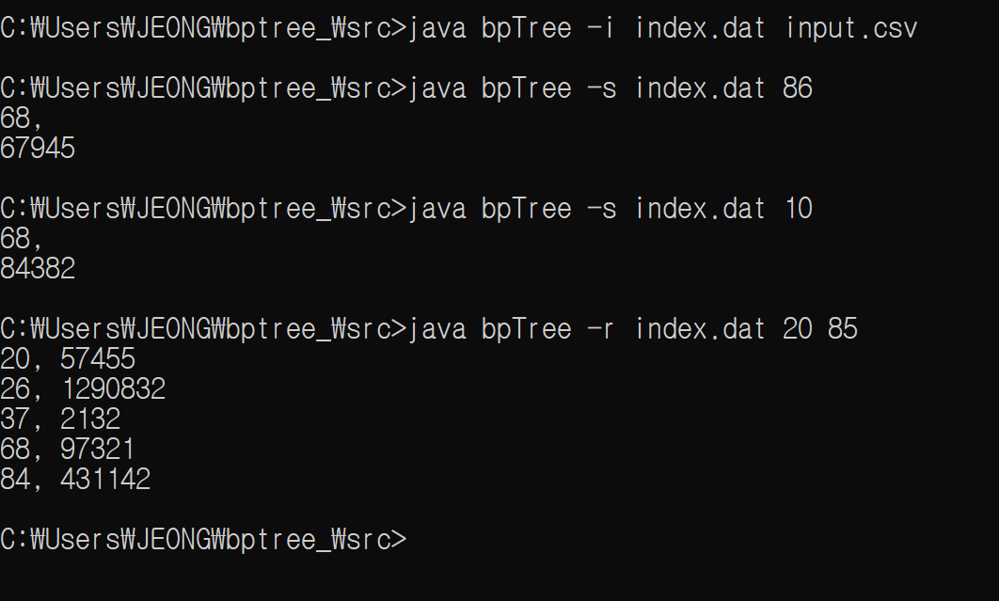 C:₩Users₩JEONG₩bptree_₩src>java bpTree -i index.dat input.csv
C:₩Users₩JEONG₩bptree_₩src>java bpTree -s index.dat 86
68,
67945
C:₩Users₩JEONG₩bptree_₩src>java bpTree -s index.dat 10
68,
84382
C:₩Users₩JEONG₩bptree_₩src>java bpTree -r index.dat 20 85
20, 57455
26, 1290832
37, 2132
68, 97321
84, 431142
C:₩Users₩JEONG₩bptree_₩src>